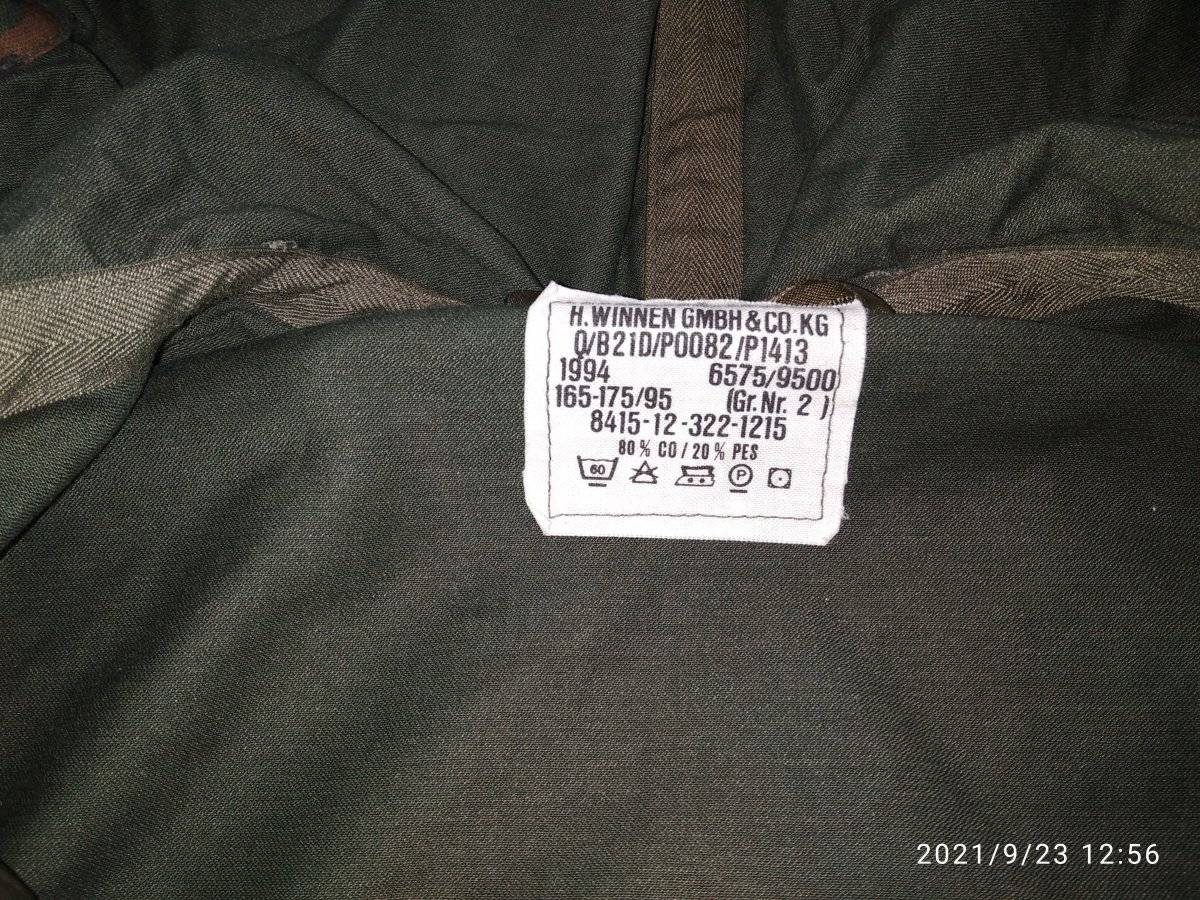 H. WINNEN GMBH & CO. KG
Q/B21D/P0082/P1413
1994 6575/9500
165-175/95 (Gr. Nr. 2 )
8415-12-322-1215
80 % CO / 20 % PES
60 P
2021/9/23 12:56